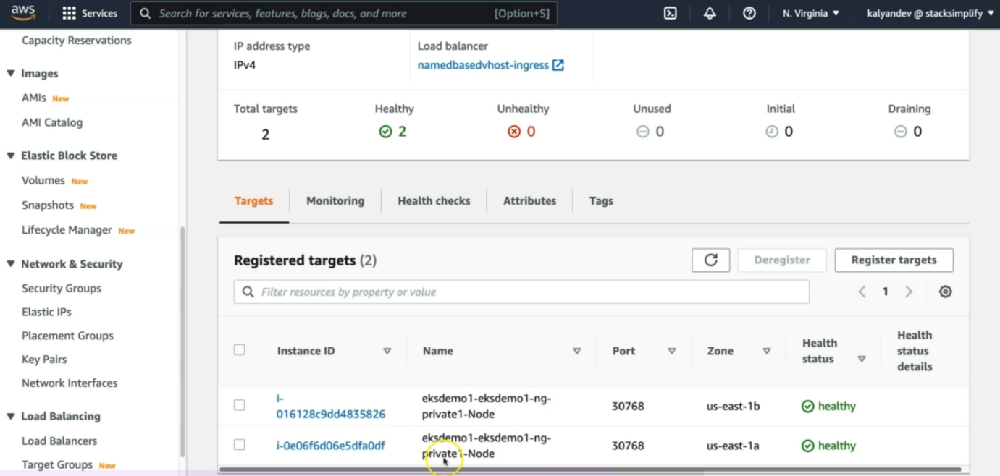 aws
Services
Search for services, features, blogs, docs, and more
[Option+S]
N. Virginia
kalyandev @ stacksimplify
Capacity Reservations
Images
AMIs New
AMI Catalog
Elastic Block Store
Volumes New
Snapshots New
Lifecycle Manager New
Network & Security
Security Groups
Elastic IPs
Placement Groups
Key Pairs
Network Interfaces
Load Balancing
Load Balancers
Target Groups New
IP address type
IPv4
Load balancer
namedbasedvhost-ingress
Total targets
2
Healthy
2
Unhealthy
0
Unused
0
Initial
0
Draining
0
Targets
Monitoring
Health checks
Attributes
Tags
Registered targets (2)
Deregister
Register targets
Filter resources by property or value
1
Instance ID
Name
Port
Zone
Health
status
Health
status
details
i-
016128c9dd4835826
eksdemo1-eksdemo1-ng-
private1-Node
30768
us-east-1b
healthy
i-0e06f6d06e5dfa0df
eksdemo1-eksdemo1-ng-
private1-Node
30768
us-east-1a
healthy